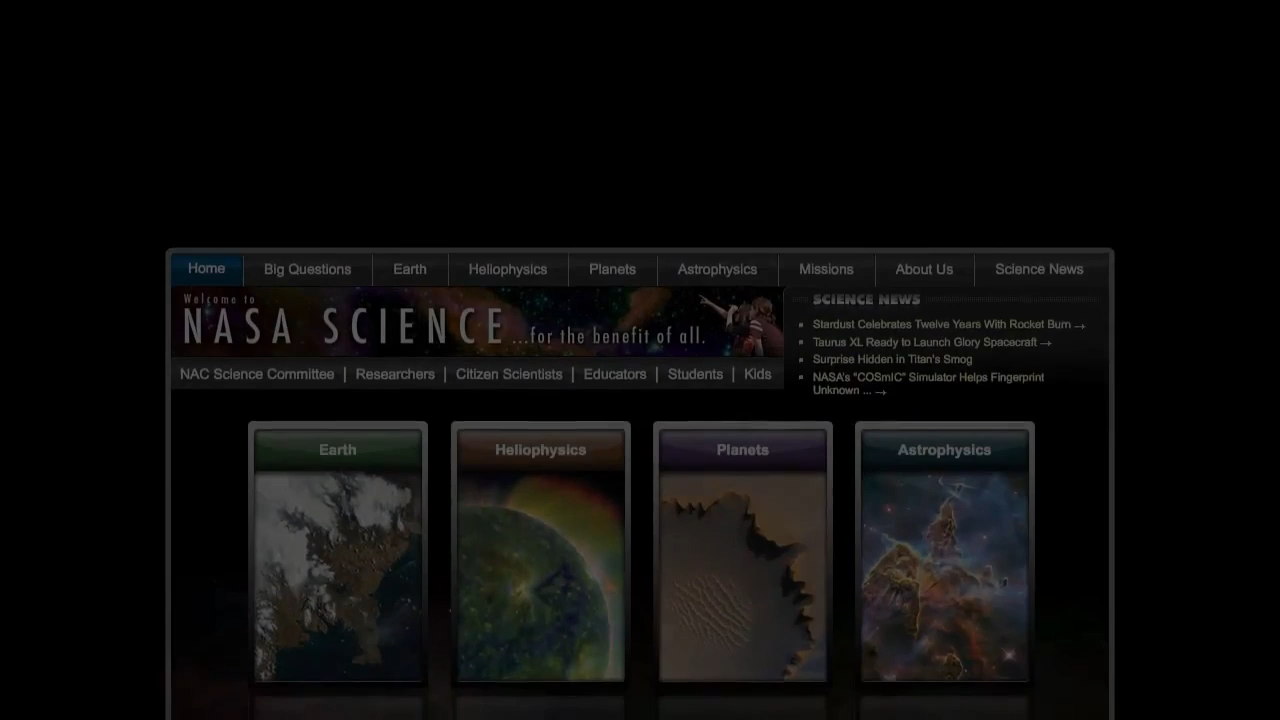 Home Big Questions Earth Heliophysics Planets Astrophysics Missions About Us Science News
Welcome to
NASA SCIENCE ...for the benefit of all.
NAC Science Committee | Researchers | Citizen Scientists | Educators | Students | Kids
SCIENCE NEWS
Stardust Celebrates Twelve Years With Rocket Burn →
Taurus XL Ready to Launch Glory Spacecraft →
Surprise Hidden in Titan's Smog
NASA's "COSmIC" Simulator Helps Fingerprint
Unknown ... →
Earth Heliophysics Planets Astrophysics